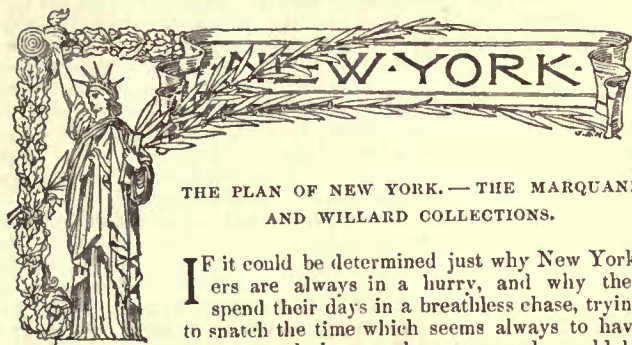 NEW·YORK·
THE PLAN OF NEW YORK. — THE MARQUAN
AND WILLARD COLLECTIONS.
IF it could be determined just why New York
ers are always in a hurry, and why the
spend their days in a breathless chase, tryin
to snatch the time which seems always to hav